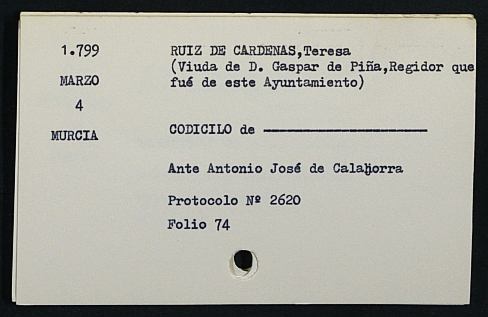 1.799
RUIZ DE CARDENAS,Teresa
(Viuda de D. Gaspar de Piña,Regidor que
MARZO
fué de este Ayuntamiento)
4
MURCIA
CODICILO de ————————————
Ante Antonio José de Calahorra
Protocolo Nº 2620
Folio 74